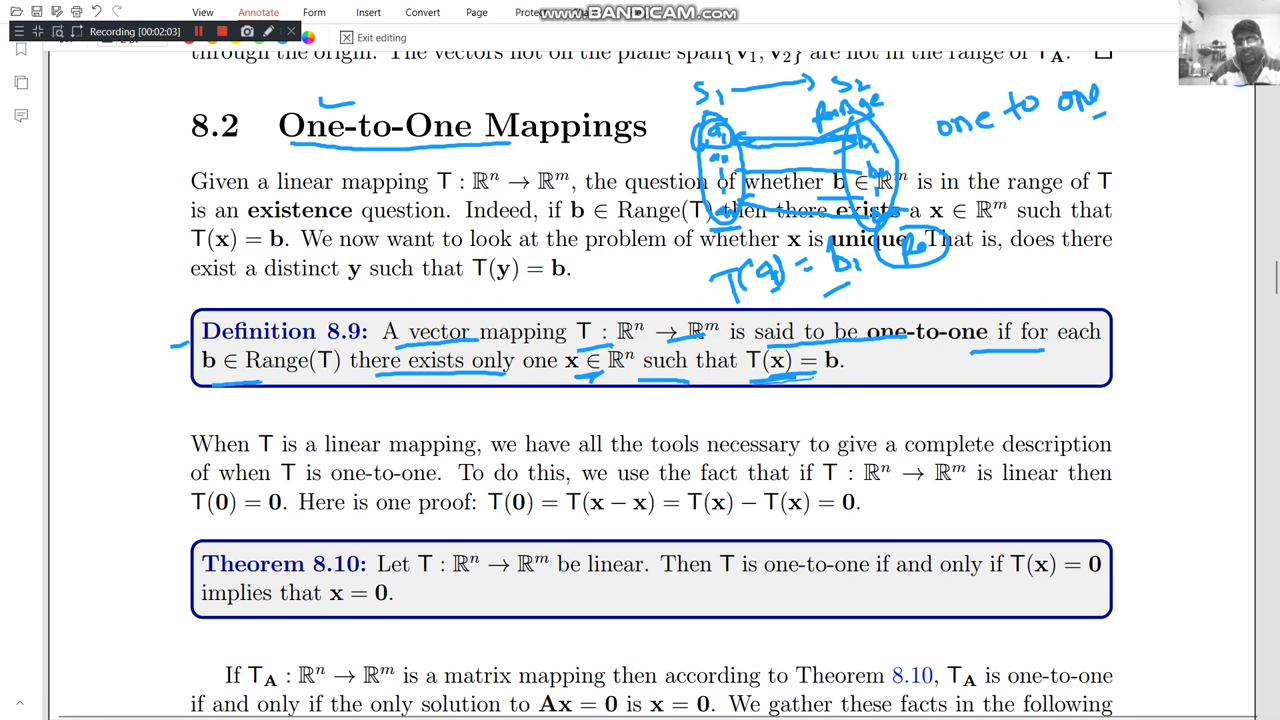 View Annotate Form Insert Convert Page
www.BANDICAM.com
Recording [00:02:03]
Exit editing
through the origin. The vectors not on the plane span{v₁, v₂} are not in the range of T_A. □
S₁ → S₂
Range
one to one
8.2 One-to-One Mappings
a₁ b₁
Given a linear mapping T : ℝⁿ → ℝᵐ, the question of whether b ∈ ℝᵐ is in the range of T
is an existence question. Indeed, if b ∈ Range(T) then there exists a x ∈ ℝⁿ such that
T(x) = b. We now want to look at the problem of whether x is unique. That is, does there
exist a distinct y such that T(y) = b.
T(a₁) = b₁
Definition 8.9: A vector mapping T : ℝⁿ → ℝᵐ is said to be one-to-one if for each
b ∈ Range(T) there exists only one x ∈ ℝⁿ such that T(x) = b.
When T is a linear mapping, we have all the tools necessary to give a complete description
of when T is one-to-one. To do this, we use the fact that if T : ℝⁿ → ℝᵐ is linear then
T(0) = 0. Here is one proof: T(0) = T(x − x) = T(x) − T(x) = 0.
Theorem 8.10: Let T : ℝⁿ → ℝᵐ be linear. Then T is one-to-one if and only if T(x) = 0
implies that x = 0.
If T_A : ℝⁿ → ℝᵐ is a matrix mapping then according to Theorem 8.10, T_A is one-to-one
if and only if the only solution to Ax = 0 is x = 0. We gather these facts in the following